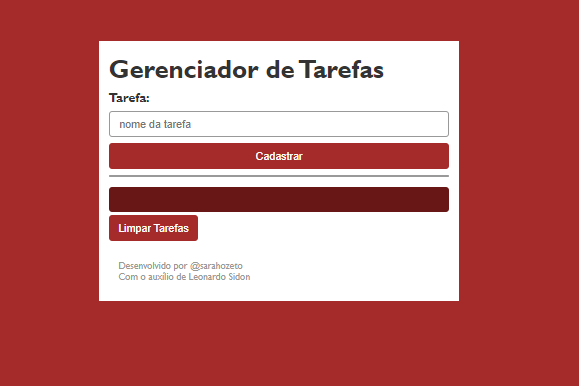 Gerenciador de Tarefas
Tarefa:
nome da tarefa
Cadastrar
Limpar Tarefas
Desenvolvido por @sarahozeto
Com o auxílio de Leonardo Sidon